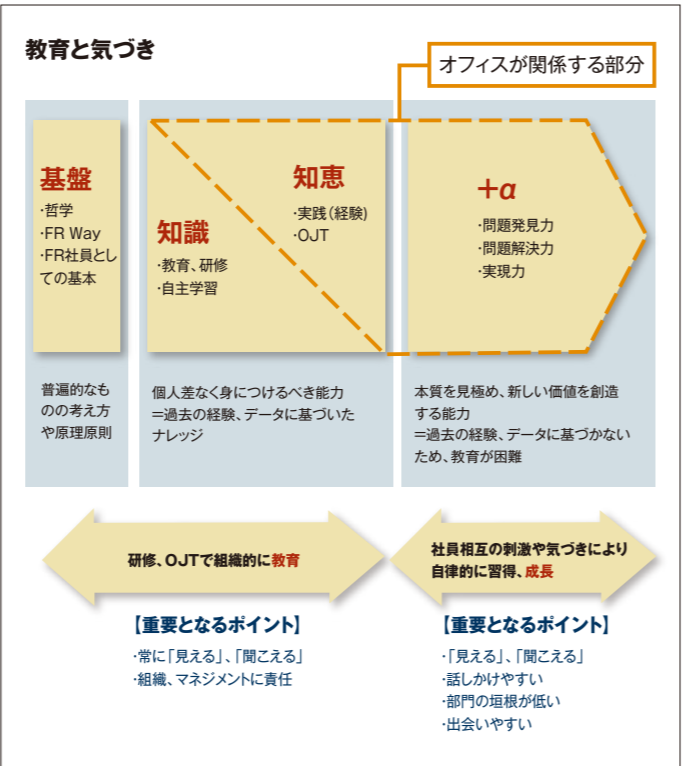 教育と気づき
オフィスが関係する部分
基盤
･哲学
･FR Way
･FR社員とし
ての基本
知識
･教育、研修
･自主学習
知恵
･実践（経験）
･OJT
＋α
･問題発見力
･問題解決力
･実現力
普遍的なも
のの考え方
や原理原則
個人差なく身につけるべき能力
＝過去の経験、データに基づいた
ナレッジ
本質を見極め、新しい価値を創造
する能力
＝過去の経験、データに基づかない
ため、教育が困難
研修、OJTで組織的に教育
社員相互の刺激や気づきにより
自律的に習得、成長
【重要となるポイント】
･常に「見える」、「聞こえる」
･組織、マネジメントに責任
【重要となるポイント】
･「見える」、「聞こえる」
･話しかけやすい
･部門の垣根が低い
･出会いやすい